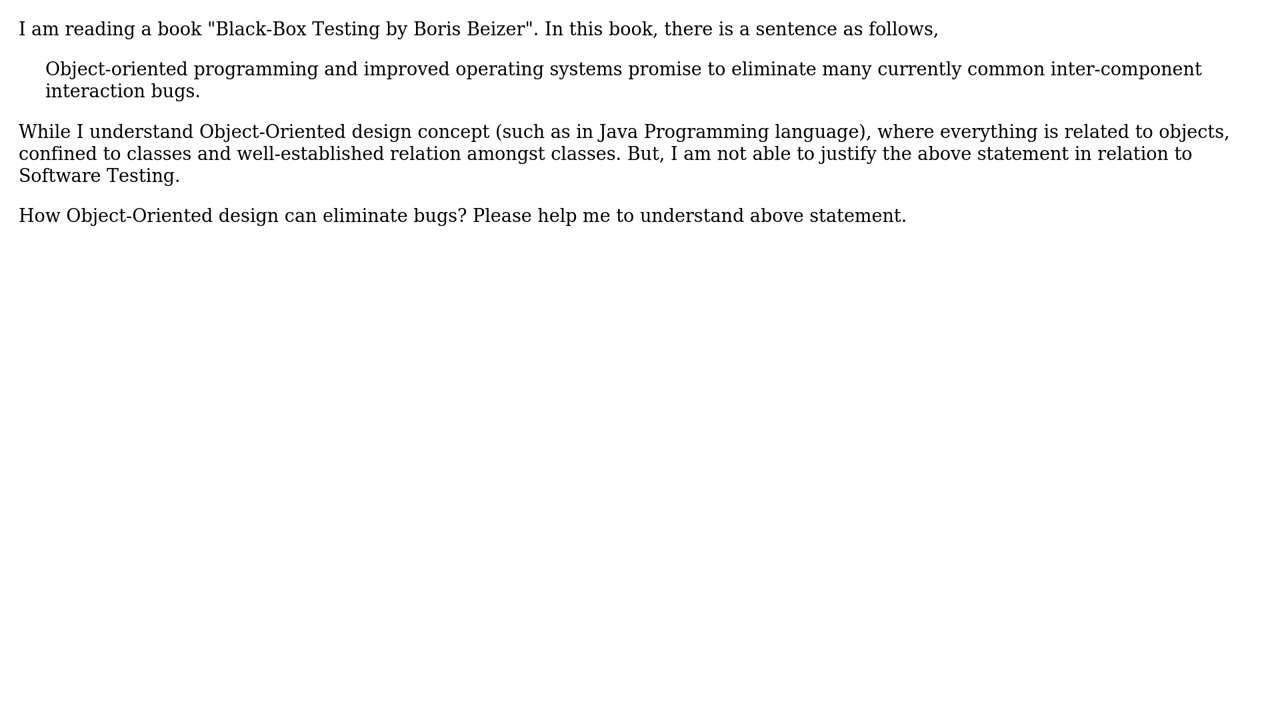 I am reading a book "Black-Box Testing by Boris Beizer". In this book, there is a sentence as follows,
Object-oriented programming and improved operating systems promise to eliminate many currently common inter-component
interaction bugs.
While I understand Object-Oriented design concept (such as in Java Programming language), where everything is related to objects,
confined to classes and well-established relation amongst classes. But, I am not able to justify the above statement in relation to
Software Testing.
How Object-Oriented design can eliminate bugs? Please help me to understand above statement.